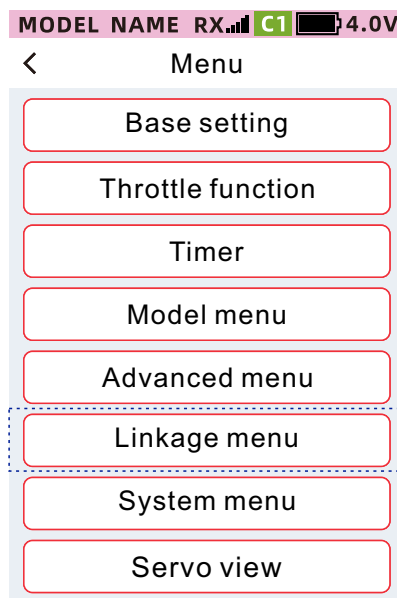 MODEL NAME RX C1 4.0V
Menu
Base setting
Throttle function
Timer
Model menu
Advanced menu
Linkage menu
System menu
Servo view